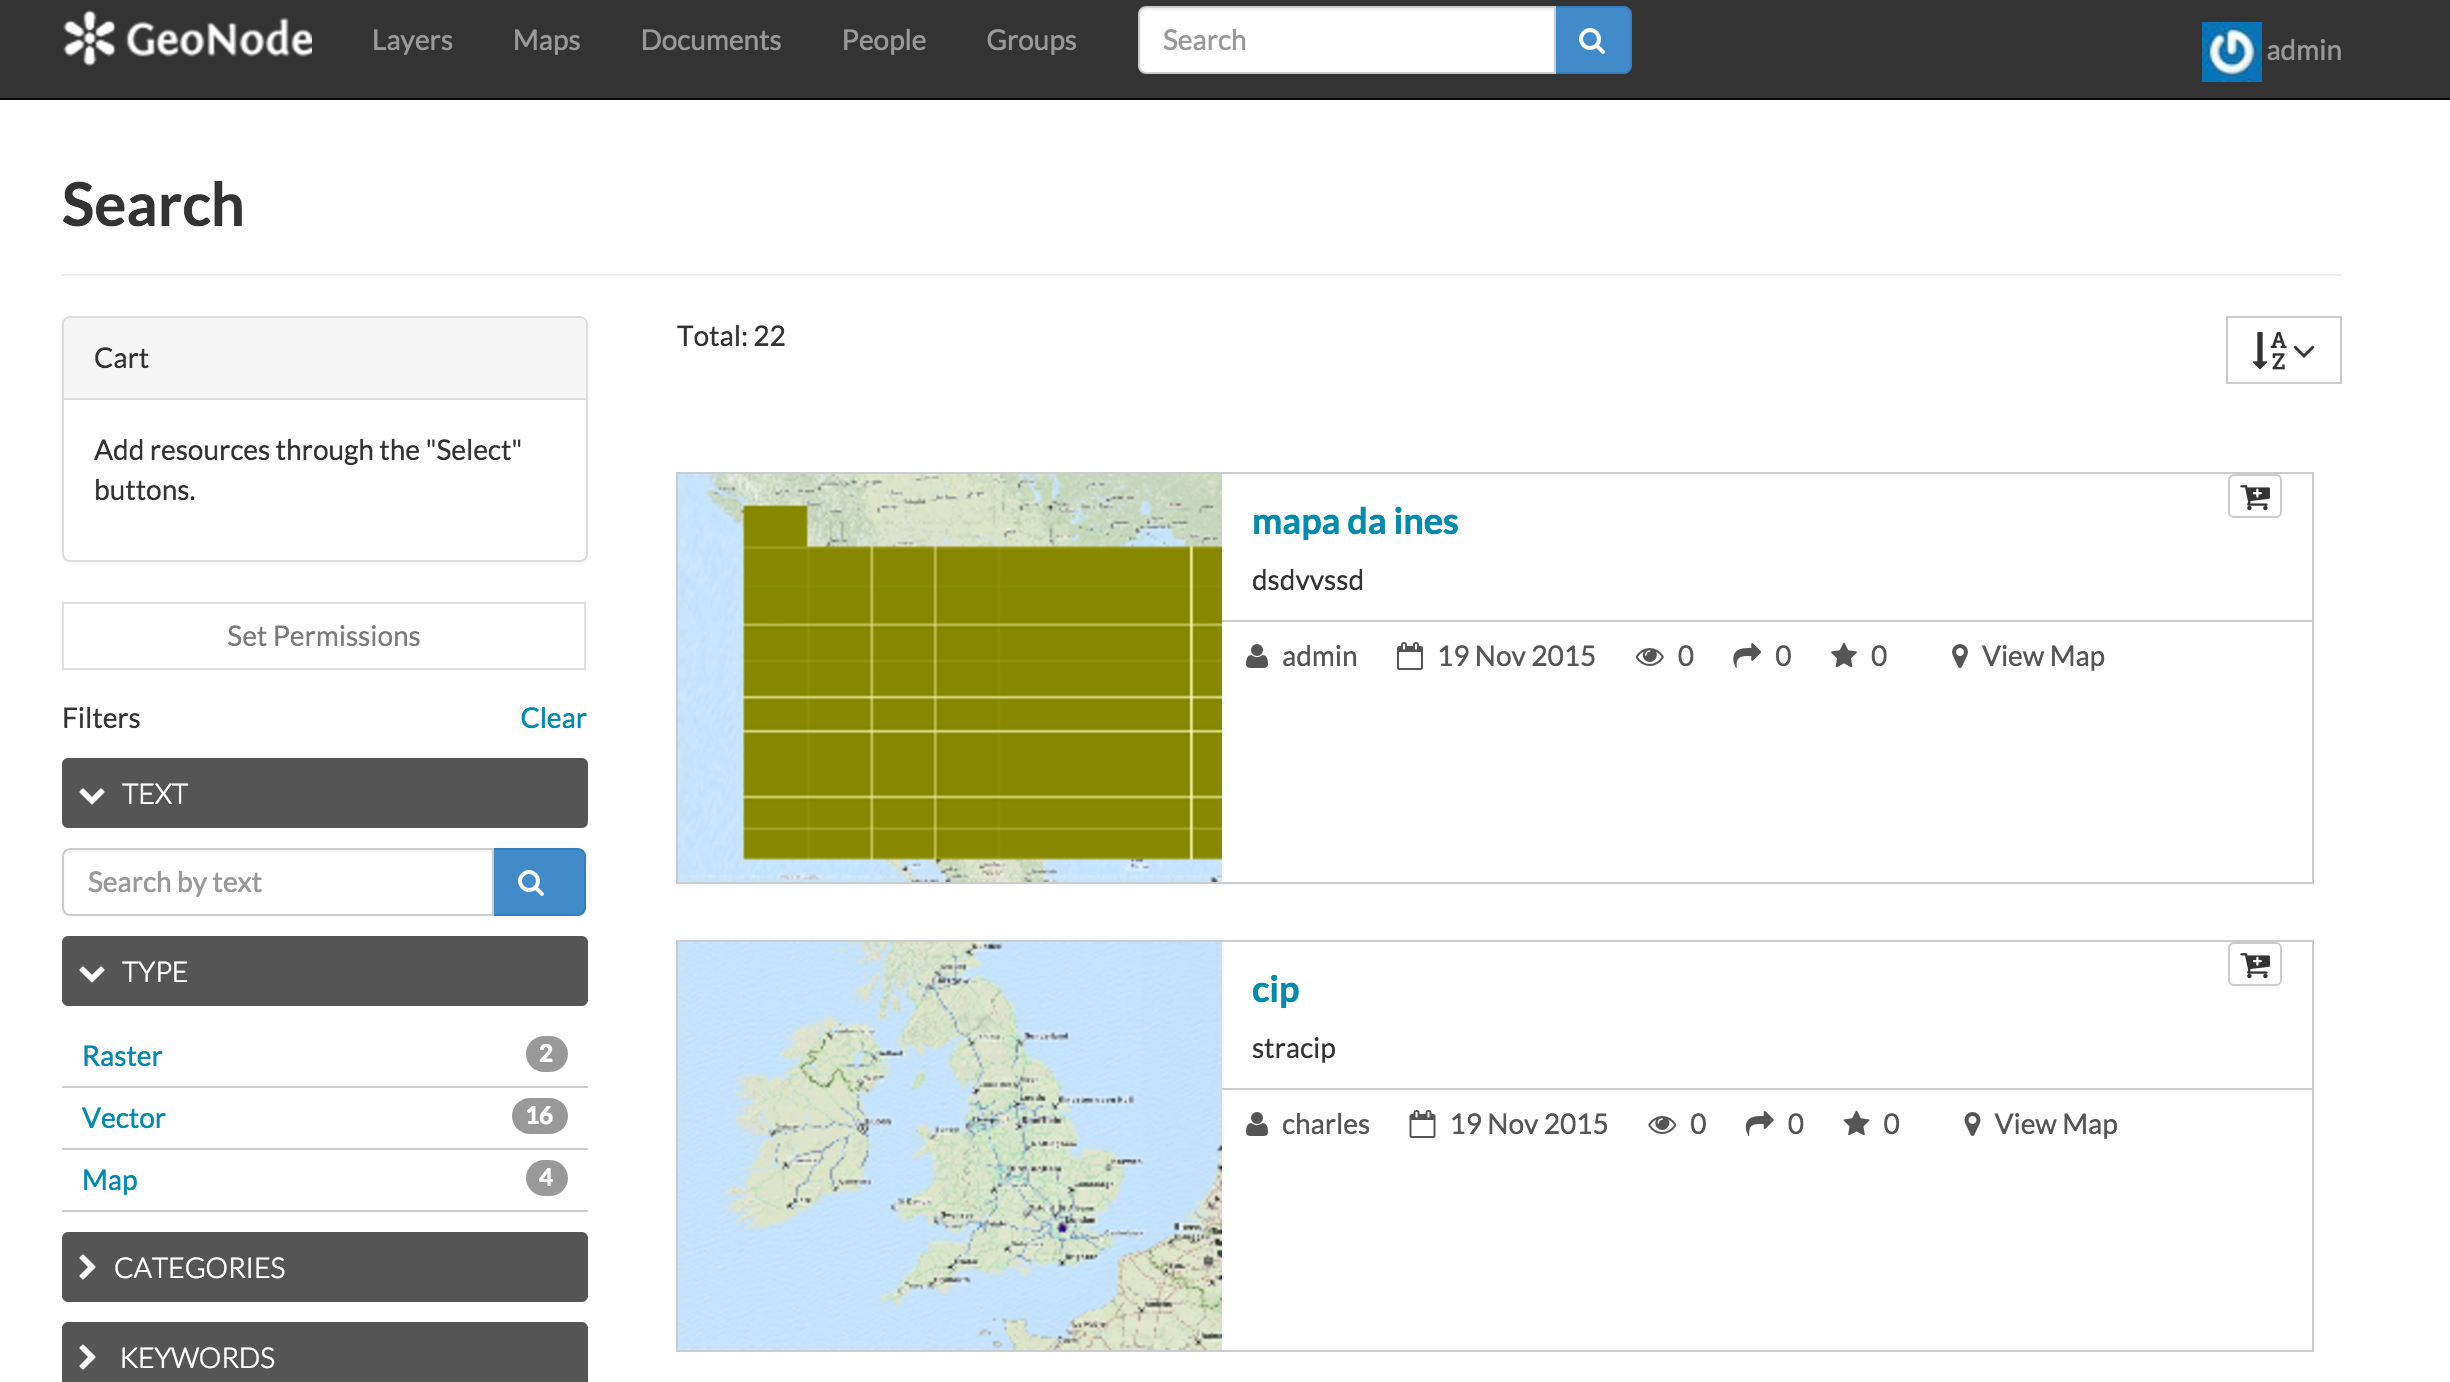 GeoNode Layers Maps Documents People Groups Search admin
Search
Cart
Add resources through the "Select"
buttons.
Set Permissions
Filters Clear
TEXT
Search by text
TYPE
Raster 2
Vector 16
Map 4
CATEGORIES
KEYWORDS
Total: 22
A
Z
mapa da ines
dsdvvssd
admin 19 Nov 2015 0 0 0 View Map
cip
stracip
charles 19 Nov 2015 0 0 0 View Map